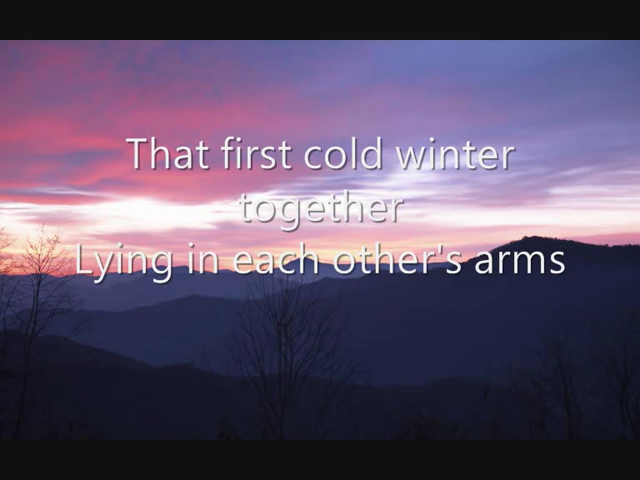 That first cold winter
together
Lying in each other's arms